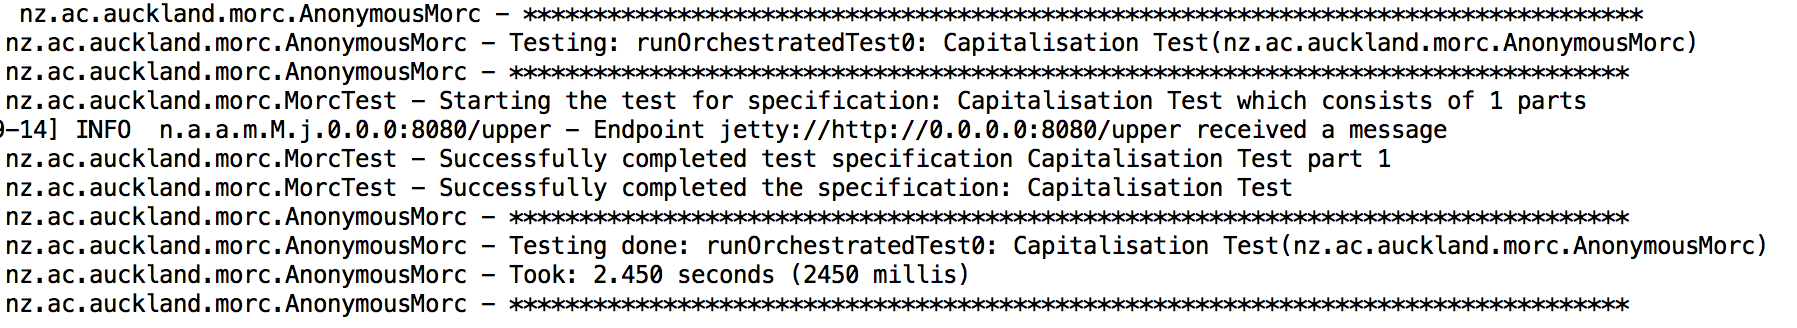 nz.ac.auckland.morc.AnonymousMorc – *******************************************************************************
nz.ac.auckland.morc.AnonymousMorc – Testing: runOrchestratedTest0: Capitalisation Test(nz.ac.auckland.morc.AnonymousMorc)
nz.ac.auckland.morc.AnonymousMorc – *******************************************************************************
nz.ac.auckland.morc.MorcTest – Starting the test for specification: Capitalisation Test which consists of 1 parts
9–14] INFO  n.a.a.m.M.j.0.0.0:8080/upper – Endpoint jetty://http://0.0.0.0:8080/upper received a message
nz.ac.auckland.morc.MorcTest – Successfully completed test specification Capitalisation Test part 1
nz.ac.auckland.morc.MorcTest – Successfully completed the specification: Capitalisation Test
nz.ac.auckland.morc.AnonymousMorc – *******************************************************************************
nz.ac.auckland.morc.AnonymousMorc – Testing done: runOrchestratedTest0: Capitalisation Test(nz.ac.auckland.morc.AnonymousMorc)
nz.ac.auckland.morc.AnonymousMorc – Took: 2.450 seconds (2450 millis)
nz.ac.auckland.morc.AnonymousMorc – *******************************************************************************